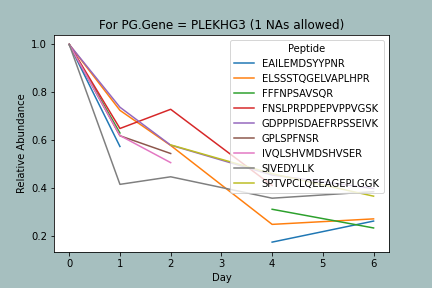 For PG.Gene = PLEKHG3 (1 NAs allowed)
Relative Abundance
1.0
0.8
0.6
0.4
0.2
0
1
2
3
4
5
6
Day
Peptide
EAILEMDSYYPNR
ELSSSTQGELVAPLHPR
FFFNPSAVSQR
FNSLPRPDPEPVPPVGSK
GDPPPISDAEFRPSSEIVK
GPLSPFNSR
IVQLSHVMDSHVSER
SIVEDYLLK
SPTVPCLQEEAGEPLGGK